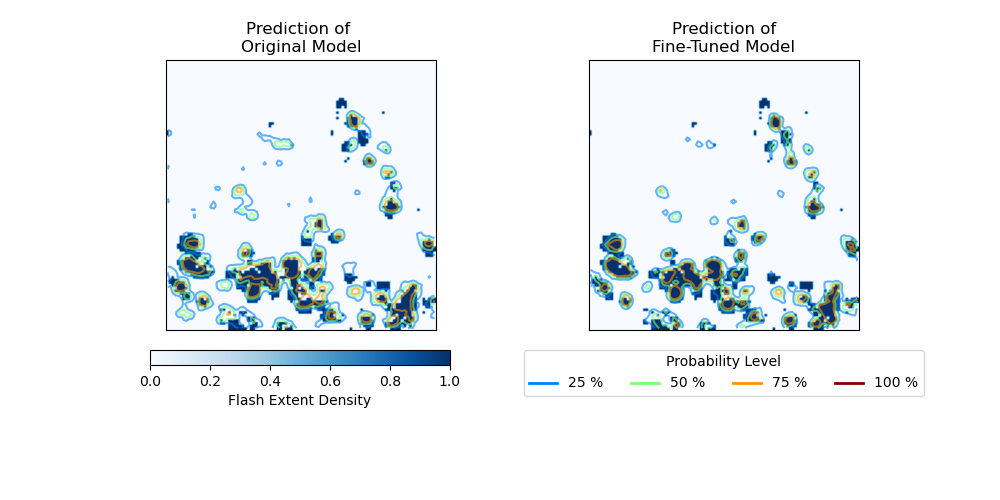 Prediction of
Original Model
Prediction of
Fine-Tuned Model
0.0 0.2 0.4 0.6 0.8 1.0
Flash Extent Density
Probability Level
25 % 50 % 75 % 100 %